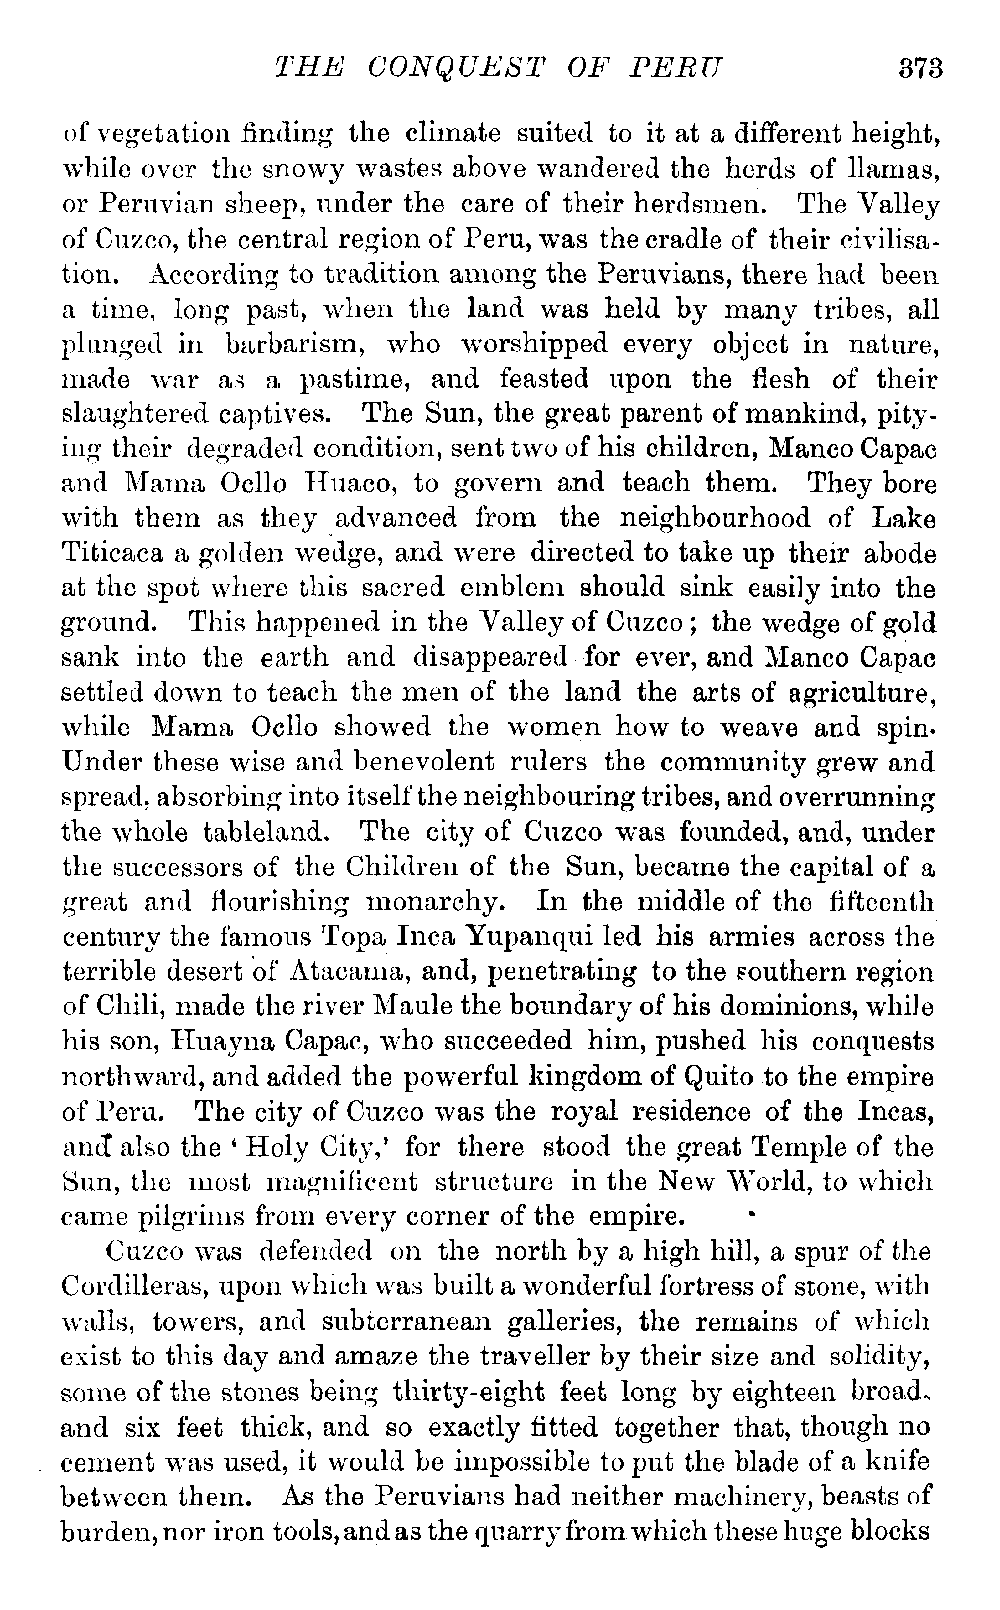 THE CONQUEST OF PERU 373
of vegetation finding the climate suited to it at a different height,
while over the snowy wastes above wandered the herds of llamas,
or Peruvian sheep, under the care of their herdsmen. The Valley
of Cuzco, the central region of Peru, was the cradle of their civilisa-
tion. According to tradition among the Peruvians, there had been
a time, long past, when the land was held by many tribes, all
plunged in barbarism, who worshipped every object in nature,
made war as a pastime, and feasted upon the flesh of their
slaughtered captives. The Sun, the great parent of mankind, pity-
ing their degraded condition, sent two of his children, Manco Capac
and Mama Ocllo Huaco, to govern and teach them. They bore
with them as they advanced from the neighbourhood of Lake
Titicaca a golden wedge, and were directed to take up their abode
at the spot where this sacred emblem should sink easily into the
ground. This happened in the Valley of Cuzco; the wedge of gold
sank into the earth and disappeared for ever, and Manco Capac
settled down to teach the men of the land the arts of agriculture,
while Mama Ocllo showed the women how to weave and spin.
Under these wise and benevolent rulers the community grew and
spread, absorbing into itself the neighbouring tribes, and overrunning
the whole tableland. The city of Cuzco was founded, and, under
the successors of the Children of the Sun, became the capital of a
great and flourishing monarchy. In the middle of the fifteenth
century the famous Topa Inca Yupanqui led his armies across the
terrible desert of Atacama, and, penetrating to the southern region
of Chili, made the river Maule the boundary of his dominions, while
his son, Huayna Capac, who succeeded him, pushed his conquests
northward, and added the powerful kingdom of Quito to the empire
of Peru. The city of Cuzco was the royal residence of the Incas,
and also the ‘Holy City,’ for there stood the great Temple of the
Sun, the most magnificent structure in the New World, to which
came pilgrims from every corner of the empire.
Cuzco was defended on the north by a high hill, a spur of the
Cordilleras, upon which was built a wonderful fortress of stone, with
walls, towers, and subterranean galleries, the remains of which
exist to this day and amaze the traveller by their size and solidity,
some of the stones being thirty-eight feet long by eighteen broad,
and six feet thick, and so exactly fitted together that, though no
cement was used, it would be impossible to put the blade of a knife
between them. As the Peruvians had neither machinery, beasts of
burden, nor iron tools, and as the quarry from which these huge blocks